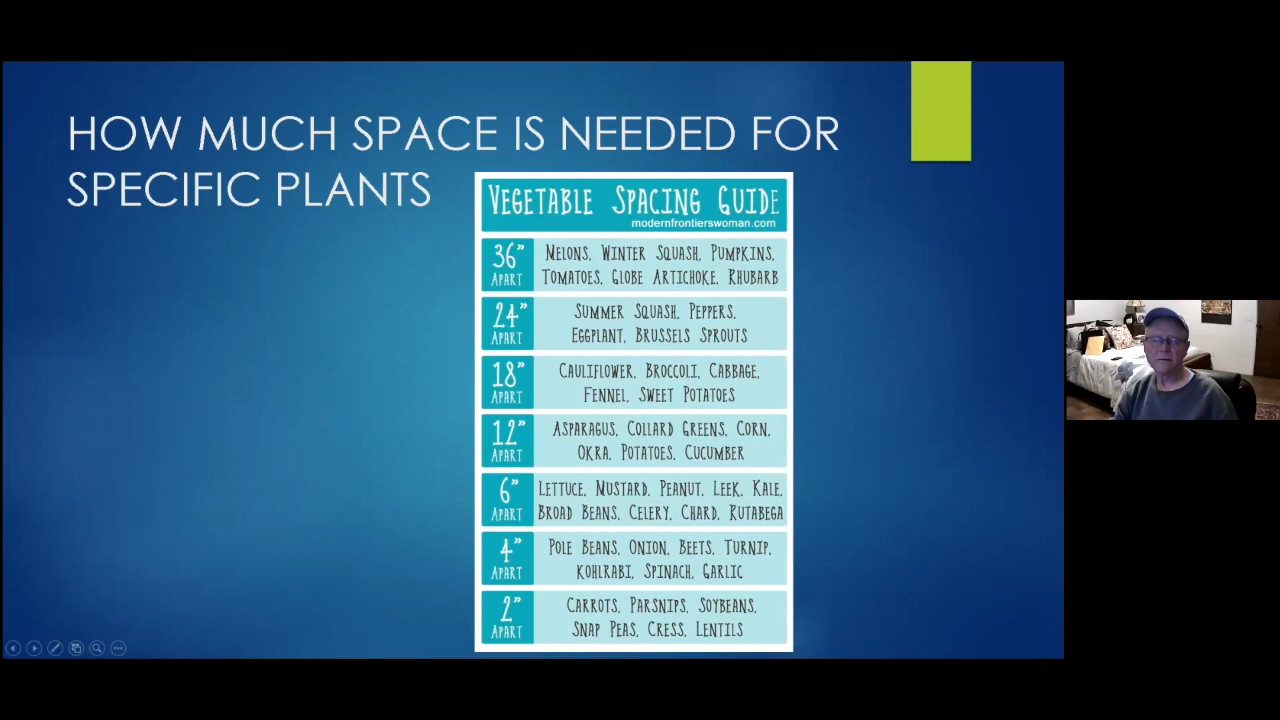 HOW MUCH SPACE IS NEEDED FOR
SPECIFIC PLANTS
VEGETABLE SPACING GUIDE
modernfrontierswoman.com
36" APART
MELONS, WINTER SQUASH, PUMPKINS,
TOMATOES, GLOBE ARTICHOKE, RHUBARB
24" APART
SUMMER SQUASH, PEPPERS,
EGGPLANT, BRUSSELS SPROUTS
18" APART
CAULIFLOWER, BROCCOLI, CABBAGE,
FENNEL, SWEET POTATOES
12" APART
ASPARAGUS, COLLARD GREENS, CORN,
OKRA, POTATOES, CUCUMBER
6" APART
LETTUCE, MUSTARD, PEANUT, LEEK, KALE,
BROAD BEANS, CELERY, CHARD, RUTABEGA
4" APART
POLE BEANS, ONION, BEETS, TURNIP,
KOHLRABI, SPINACH, GARLIC
2" APART
CARROTS, PARSNIPS, SOYBEANS,
SNAP PEAS, CRESS, LENTILS